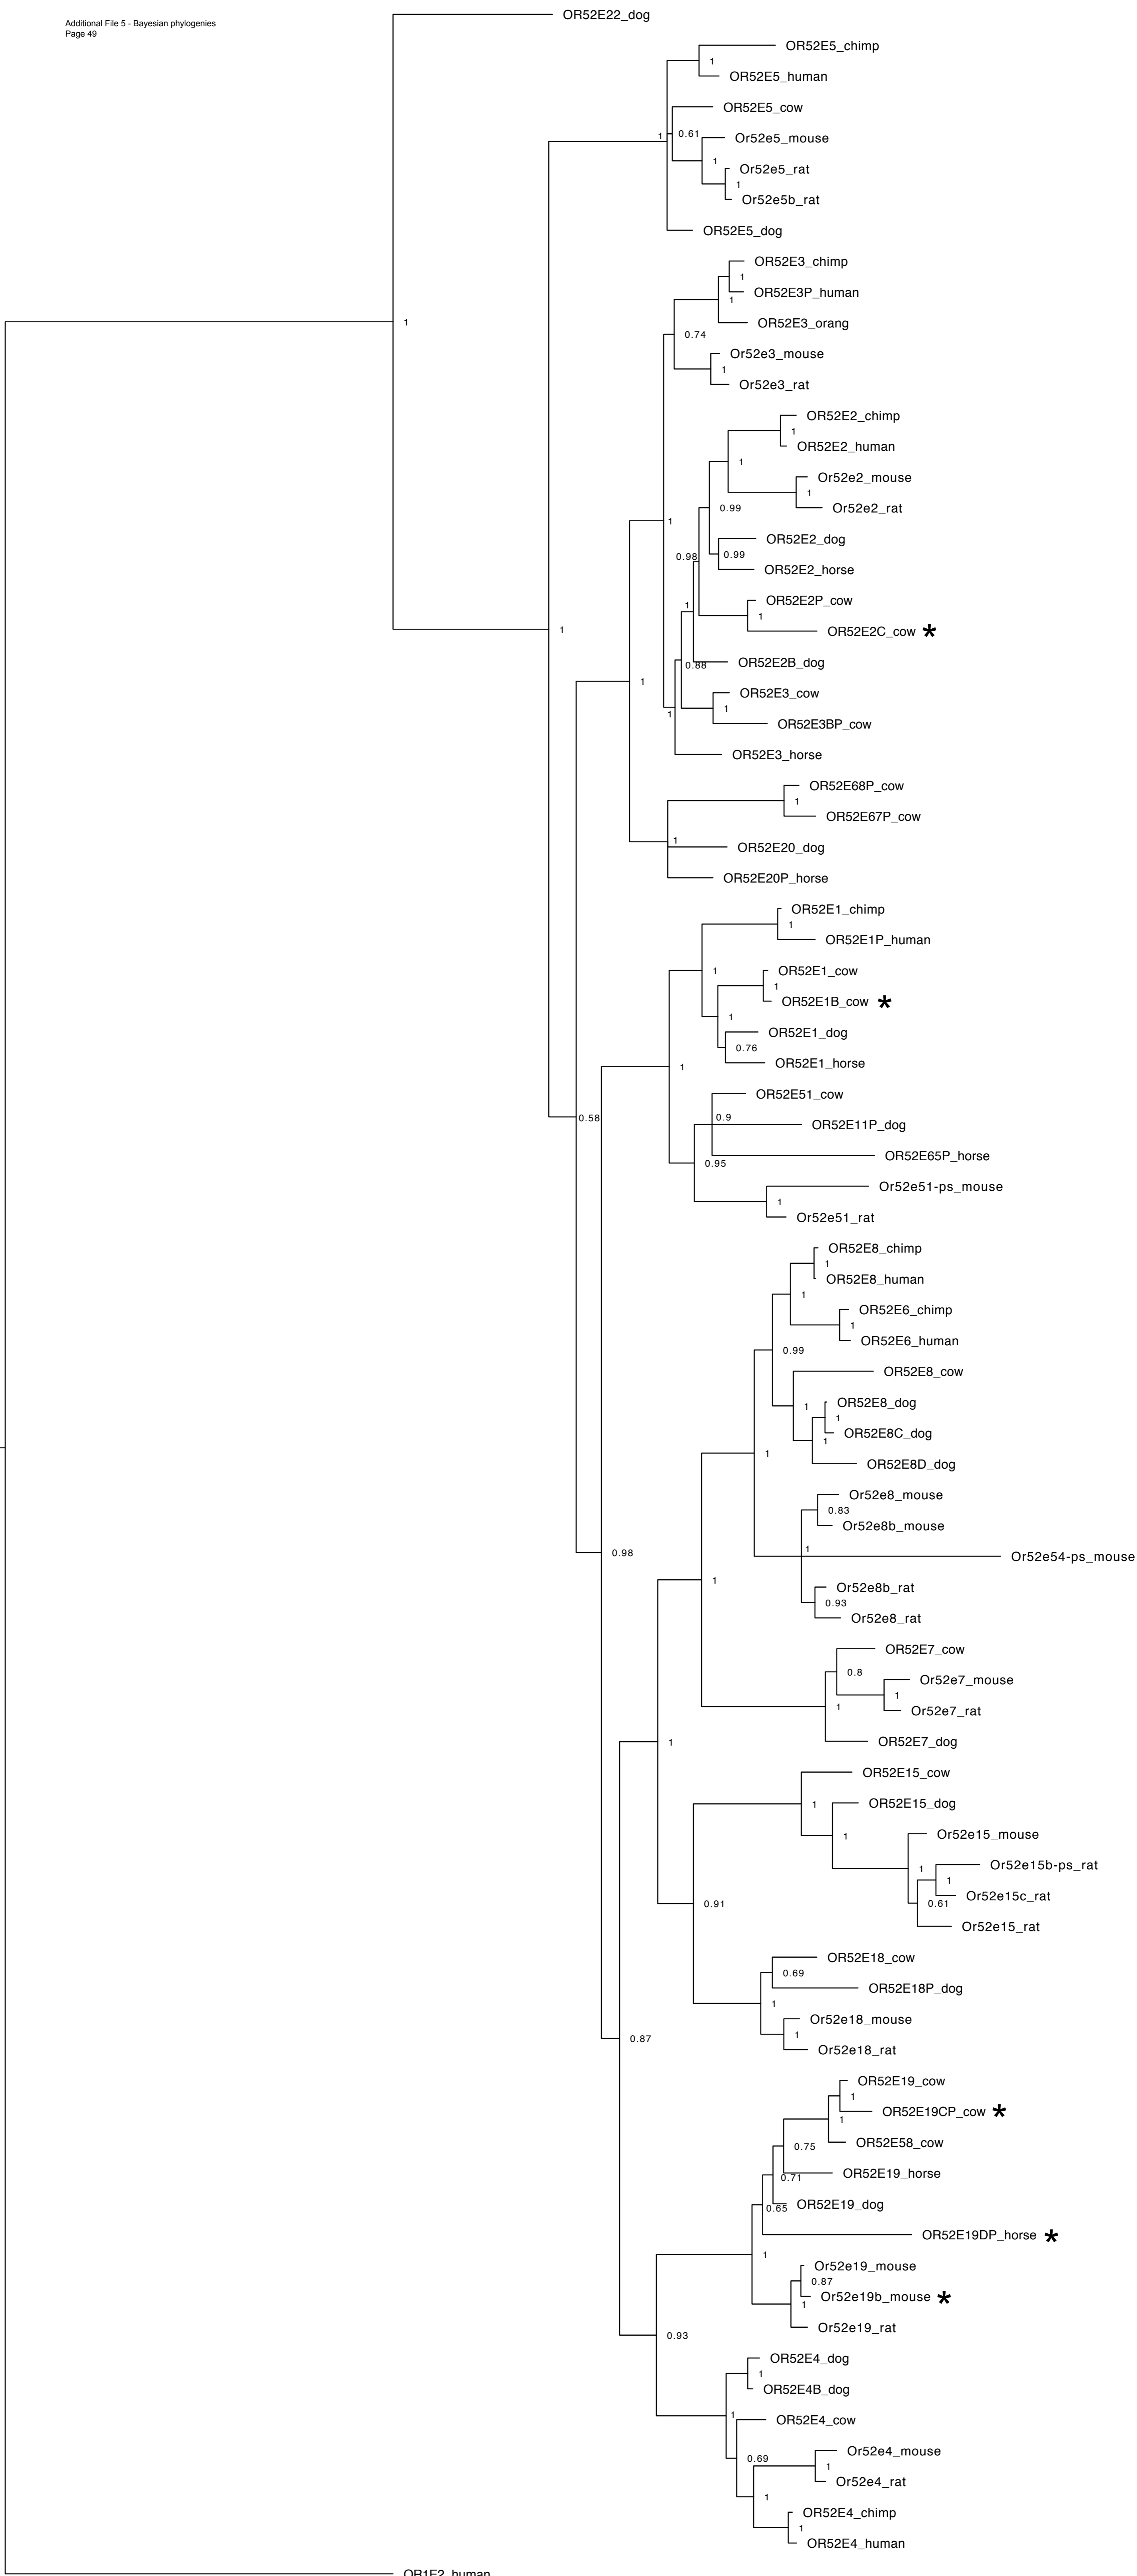 Additional File 5 - Bayesian phylogenies
Page 49
OR52E22_dog
OR52E5_chimp
1
OR52E5_human
OR52E5_cow
1
0.61
Or52e5_mouse
1
Or52e5_rat
1
Or52e5b_rat
OR52E5_dog
OR52E3_chimp
1
OR52E3P_human
1
OR52E3_orang
1
0.74
Or52e3_mouse
1
Or52e3_rat
OR52E2_chimp
1
OR52E2_human
1
Or52e2_mouse
1
Or52e2_rat
0.99
1
OR52E2_dog
0.98
0.99
OR52E2_horse
OR52E2P_cow
1
1
OR52E2C_cow *
1
OR52E2B_dog
0.88
1
OR52E3_cow
1
1
OR52E3BP_cow
OR52E3_horse
OR52E68P_cow
1
OR52E67P_cow
1
OR52E20_dog
OR52E20P_horse
OR52E1_chimp
1
OR52E1P_human
1
OR52E1_cow
1
OR52E1B_cow *
1
OR52E1_dog
0.76
OR52E1_horse
1
OR52E51_cow
0.58
0.9
OR52E11P_dog
OR52E65P_horse
0.95
Or52e51-ps_mouse
1
Or52e51_rat
OR52E8_chimp
1
OR52E8_human
1
OR52E6_chimp
1
OR52E6_human
0.99
OR52E8_cow
OR52E8_dog
1
1
OR52E8C_dog
1
1
OR52E8D_dog
Or52e8_mouse
0.83
Or52e8b_mouse
1
0.98
Or52e54-ps_mouse
1
Or52e8b_rat
0.93
Or52e8_rat
OR52E7_cow
0.8
Or52e7_mouse
1
1
Or52e7_rat
1
OR52E7_dog
OR52E15_cow
1
OR52E15_dog
1
Or52e15_mouse
1
Or52e15b-ps_rat
1
Or52e15c_rat
0.91
0.61
Or52e15_rat
OR52E18_cow
0.69
OR52E18P_dog
1
Or52e18_mouse
0.87
1
Or52e18_rat
OR52E19_cow
1
OR52E19CP_cow *
1
OR52E58_cow
0.75
OR52E19_horse
0.71
OR52E19_dog
0.65
OR52E19DP_horse *
1
Or52e19_mouse
0.87
Or52e19b_mouse *
1
Or52e19_rat
0.93
OR52E4_dog
1
OR52E4B_dog
1
OR52E4_cow
Or52e4_mouse
0.69
1
Or52e4_rat
1
OR52E4_chimp
1
OR52E4_human
OR1F2_human